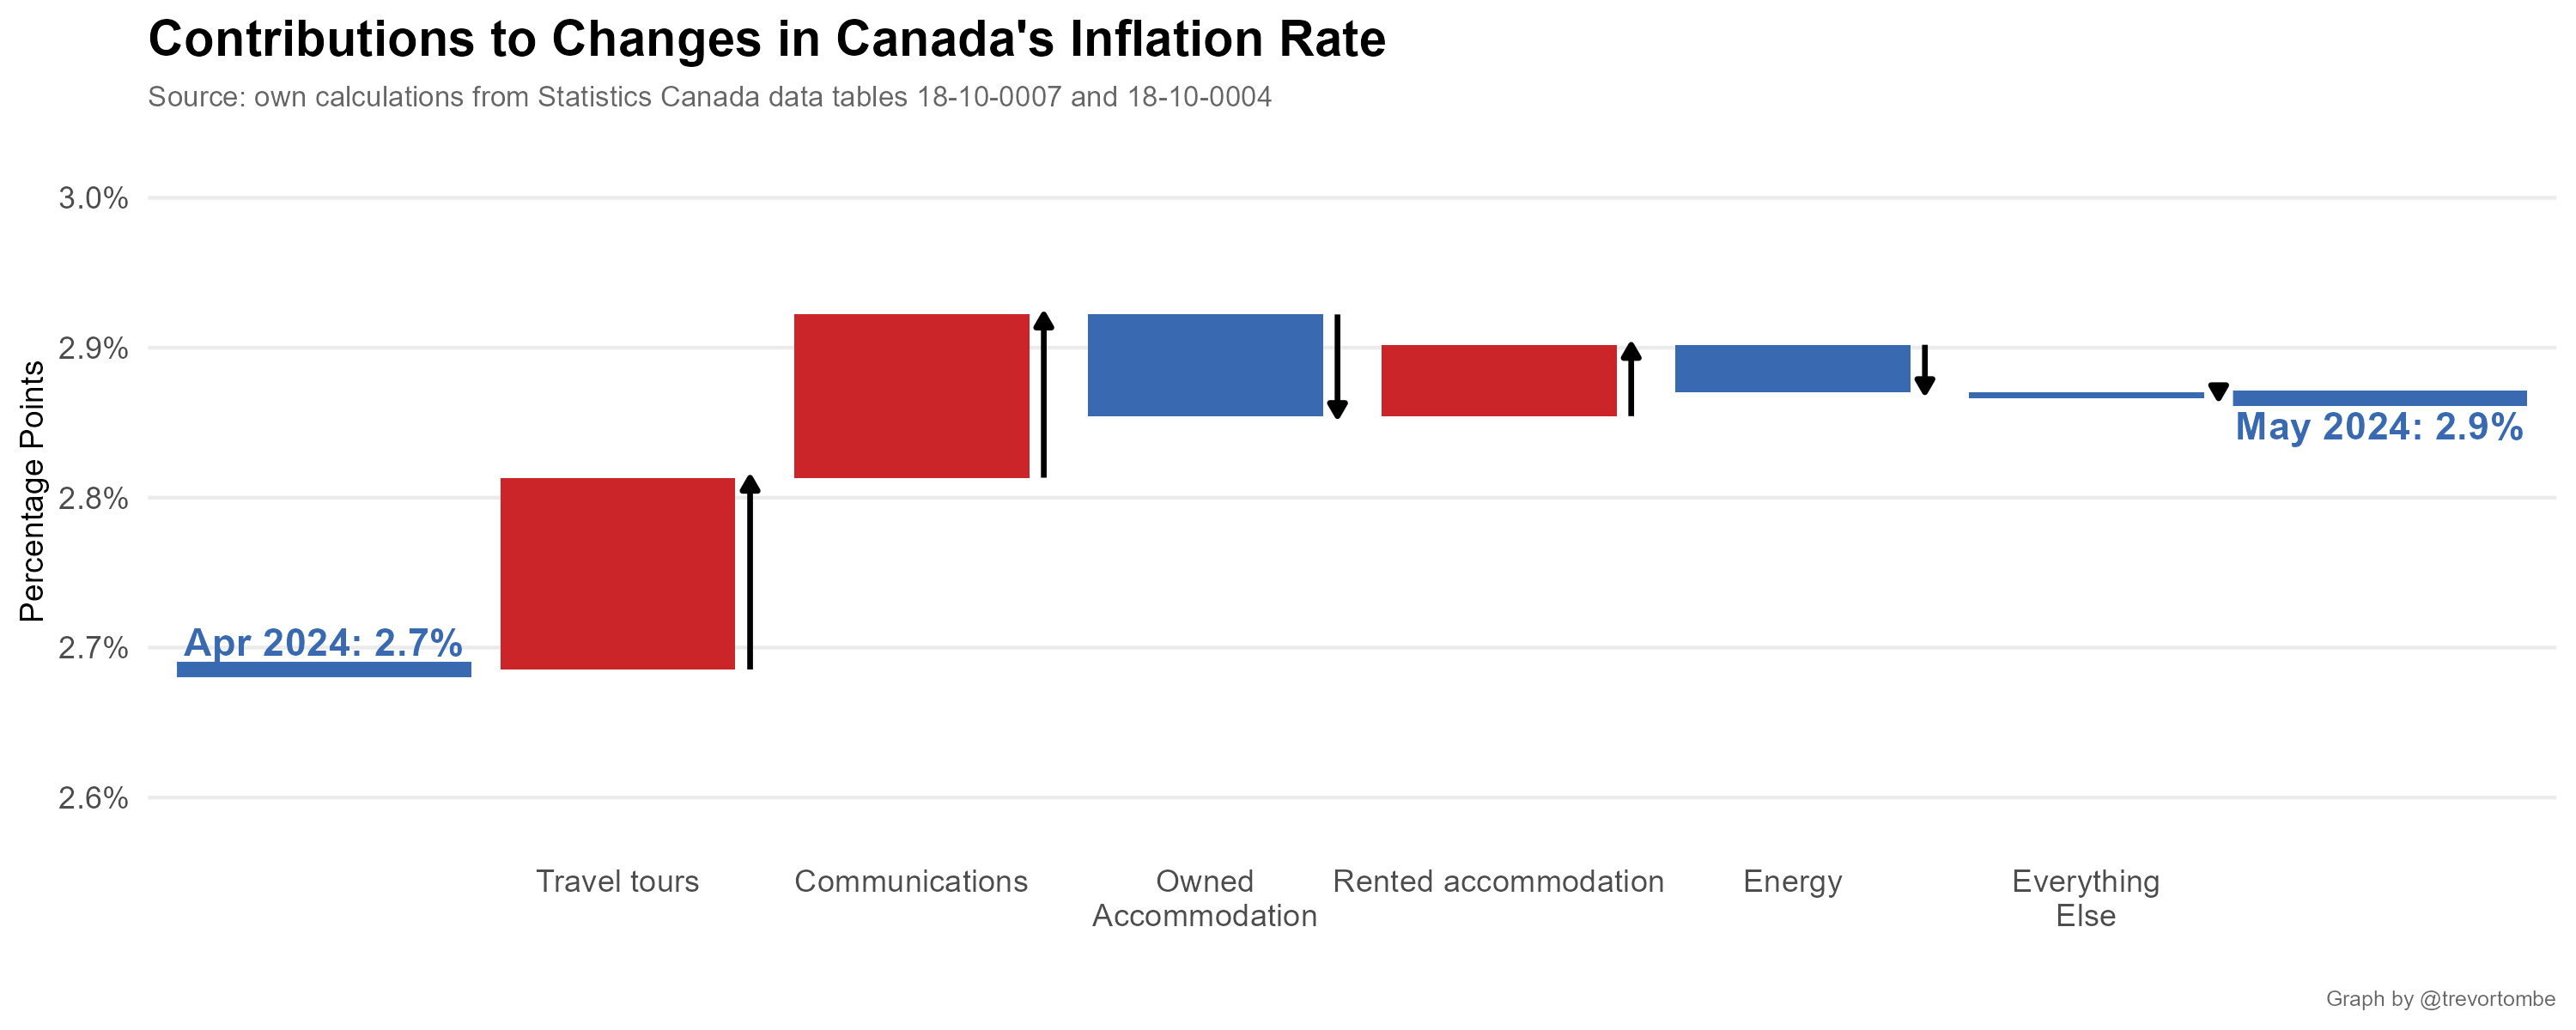 Contributions to Changes in Canada's Inflation Rate
Source: own calculations from Statistics Canada data tables 18-10-0007 and 18-10-0004
Percentage Points
3.0%
2.9%
2.8%
2.7%
2.6%
Apr 2024: 2.7%
May 2024: 2.9%
Travel tours
Communications
Owned
Accommodation
Rented accommodation
Energy
Everything
Else
Graph by @trevortombe